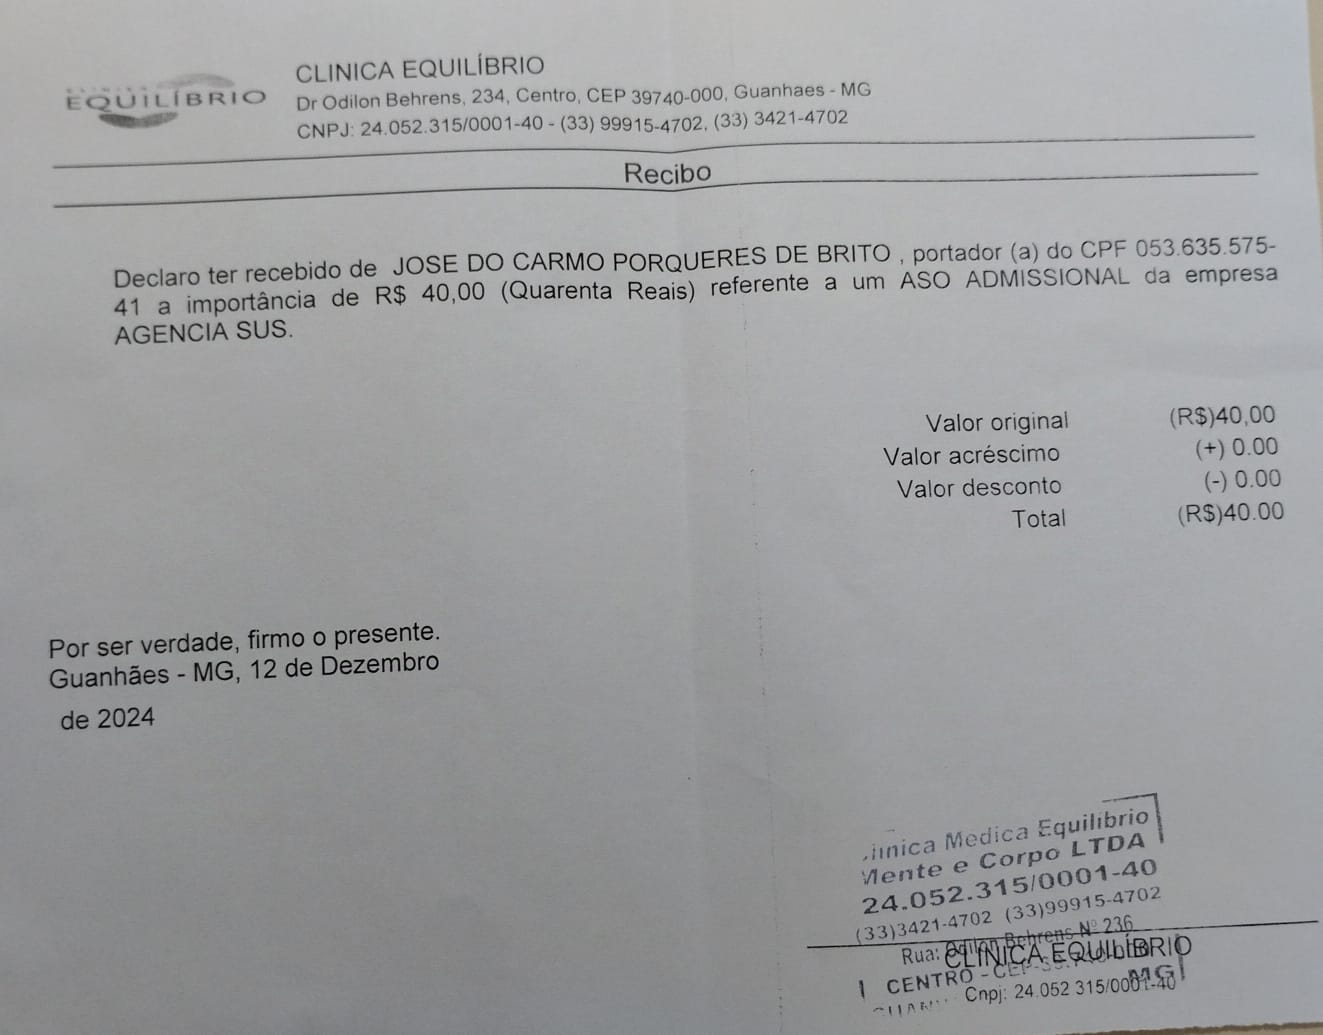 CLINICA EQUILÍBRIO
EQUILÍBRIO
Dr Odilon Behrens, 234, Centro, CEP 39740-000, Guanhaes - MG
CNPJ: 24.052.315/0001-40 - (33) 99915-4702, (33) 3421-4702
Recibo
Declaro ter recebido de JOSE DO CARMO PORQUERES DE BRITO , portador (a) do CPF 053.635.575-
41 a importância de R$ 40,00 (Quarenta Reais) referente a um ASO ADMISSIONAL da empresa
AGENCIA SUS.
Valor original (R$)40,00
Valor acréscimo (+) 0.00
Valor desconto (-) 0.00
Total (R$)40.00
Por ser verdade, firmo o presente.
Guanhães - MG, 12 de Dezembro
de 2024
Medica Equilibrio
Mente e Corpo LTDA
24.052.315/0001-40
(33)3421-4702 (33)99915-4702
Rua: Odilon Behrens Nº 236
CLINICA EQUILÍBRIO
CENTRO - CEP
MG
Cnpj: 24.052 315/0001-40